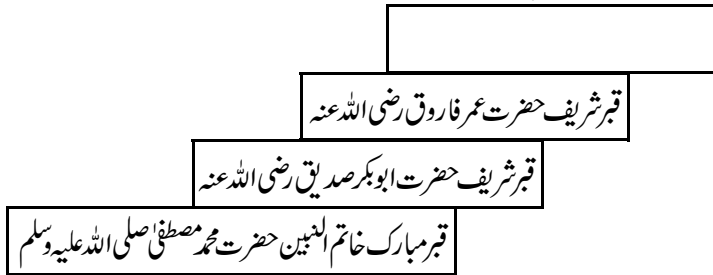 قبر شریف حضرت عمر فاروق رضی اللہ عنہ
قبر شریف حضرت ابوبکر صدیق رضی اللہ عنہ
قبر مبارک خاتم النبین حضرت محمد مصطفیٰ صلی اللہ علیہ وسلم